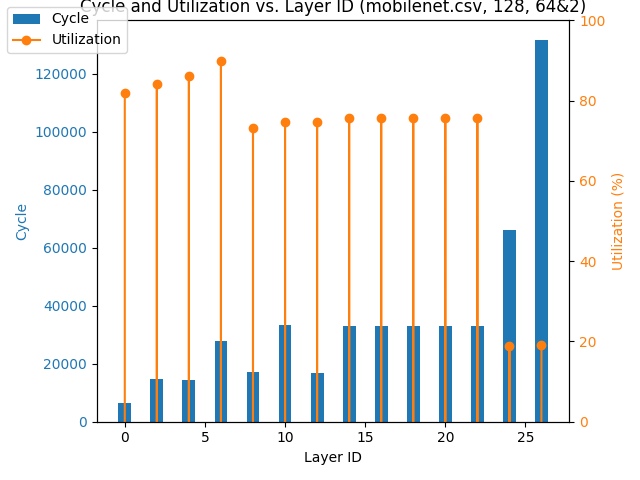 Cycle and Utilization vs. Layer ID (mobilenet.csv, 128, 64&2)
Cycle
Utilization
120000
100000
80000
60000
40000
20000
0
Cycle
100
80
60
40
20
0
Utilization (%)
0 5 10 15 20 25
Layer ID